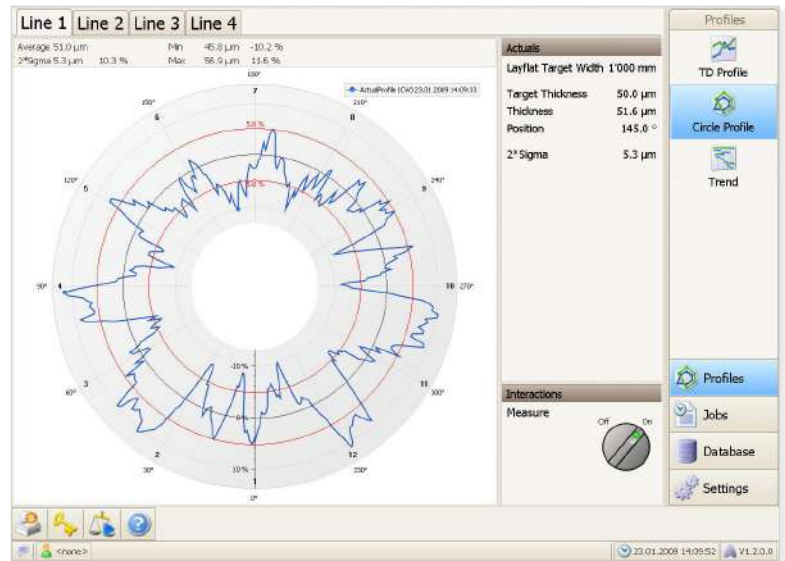 Line 1 Line 2 Line 3 Line 4
Average 51.0 µm Min 45.8 µm -10.2 %
2*Sigma 5.3 µm 10.3 % Max 56.9 µm 11.6 %
ActualProfile (CW) 23.01.2009 14:09:33
180°
7
150°
210°
6
8
5.0 %
120°
240°
5
9
5.0 %
90°
4
10
270°
-10 %
60°
3
11
300°
0 %
30°
2
12
330°
10 %
1
0°
Actuals
Layflat Target Width 1'000 mm
Target Thickness 50.0 µm
Thickness 51.6 µm
Position 145.0 °
2*Sigma 5.3 µm
Interactions
Measure
Off On
Profiles
TD Profile
Circle Profile
Trend
Profiles
Jobs
Database
Settings
<none>
23.01.2009 14:09:52 V1.2.0.0